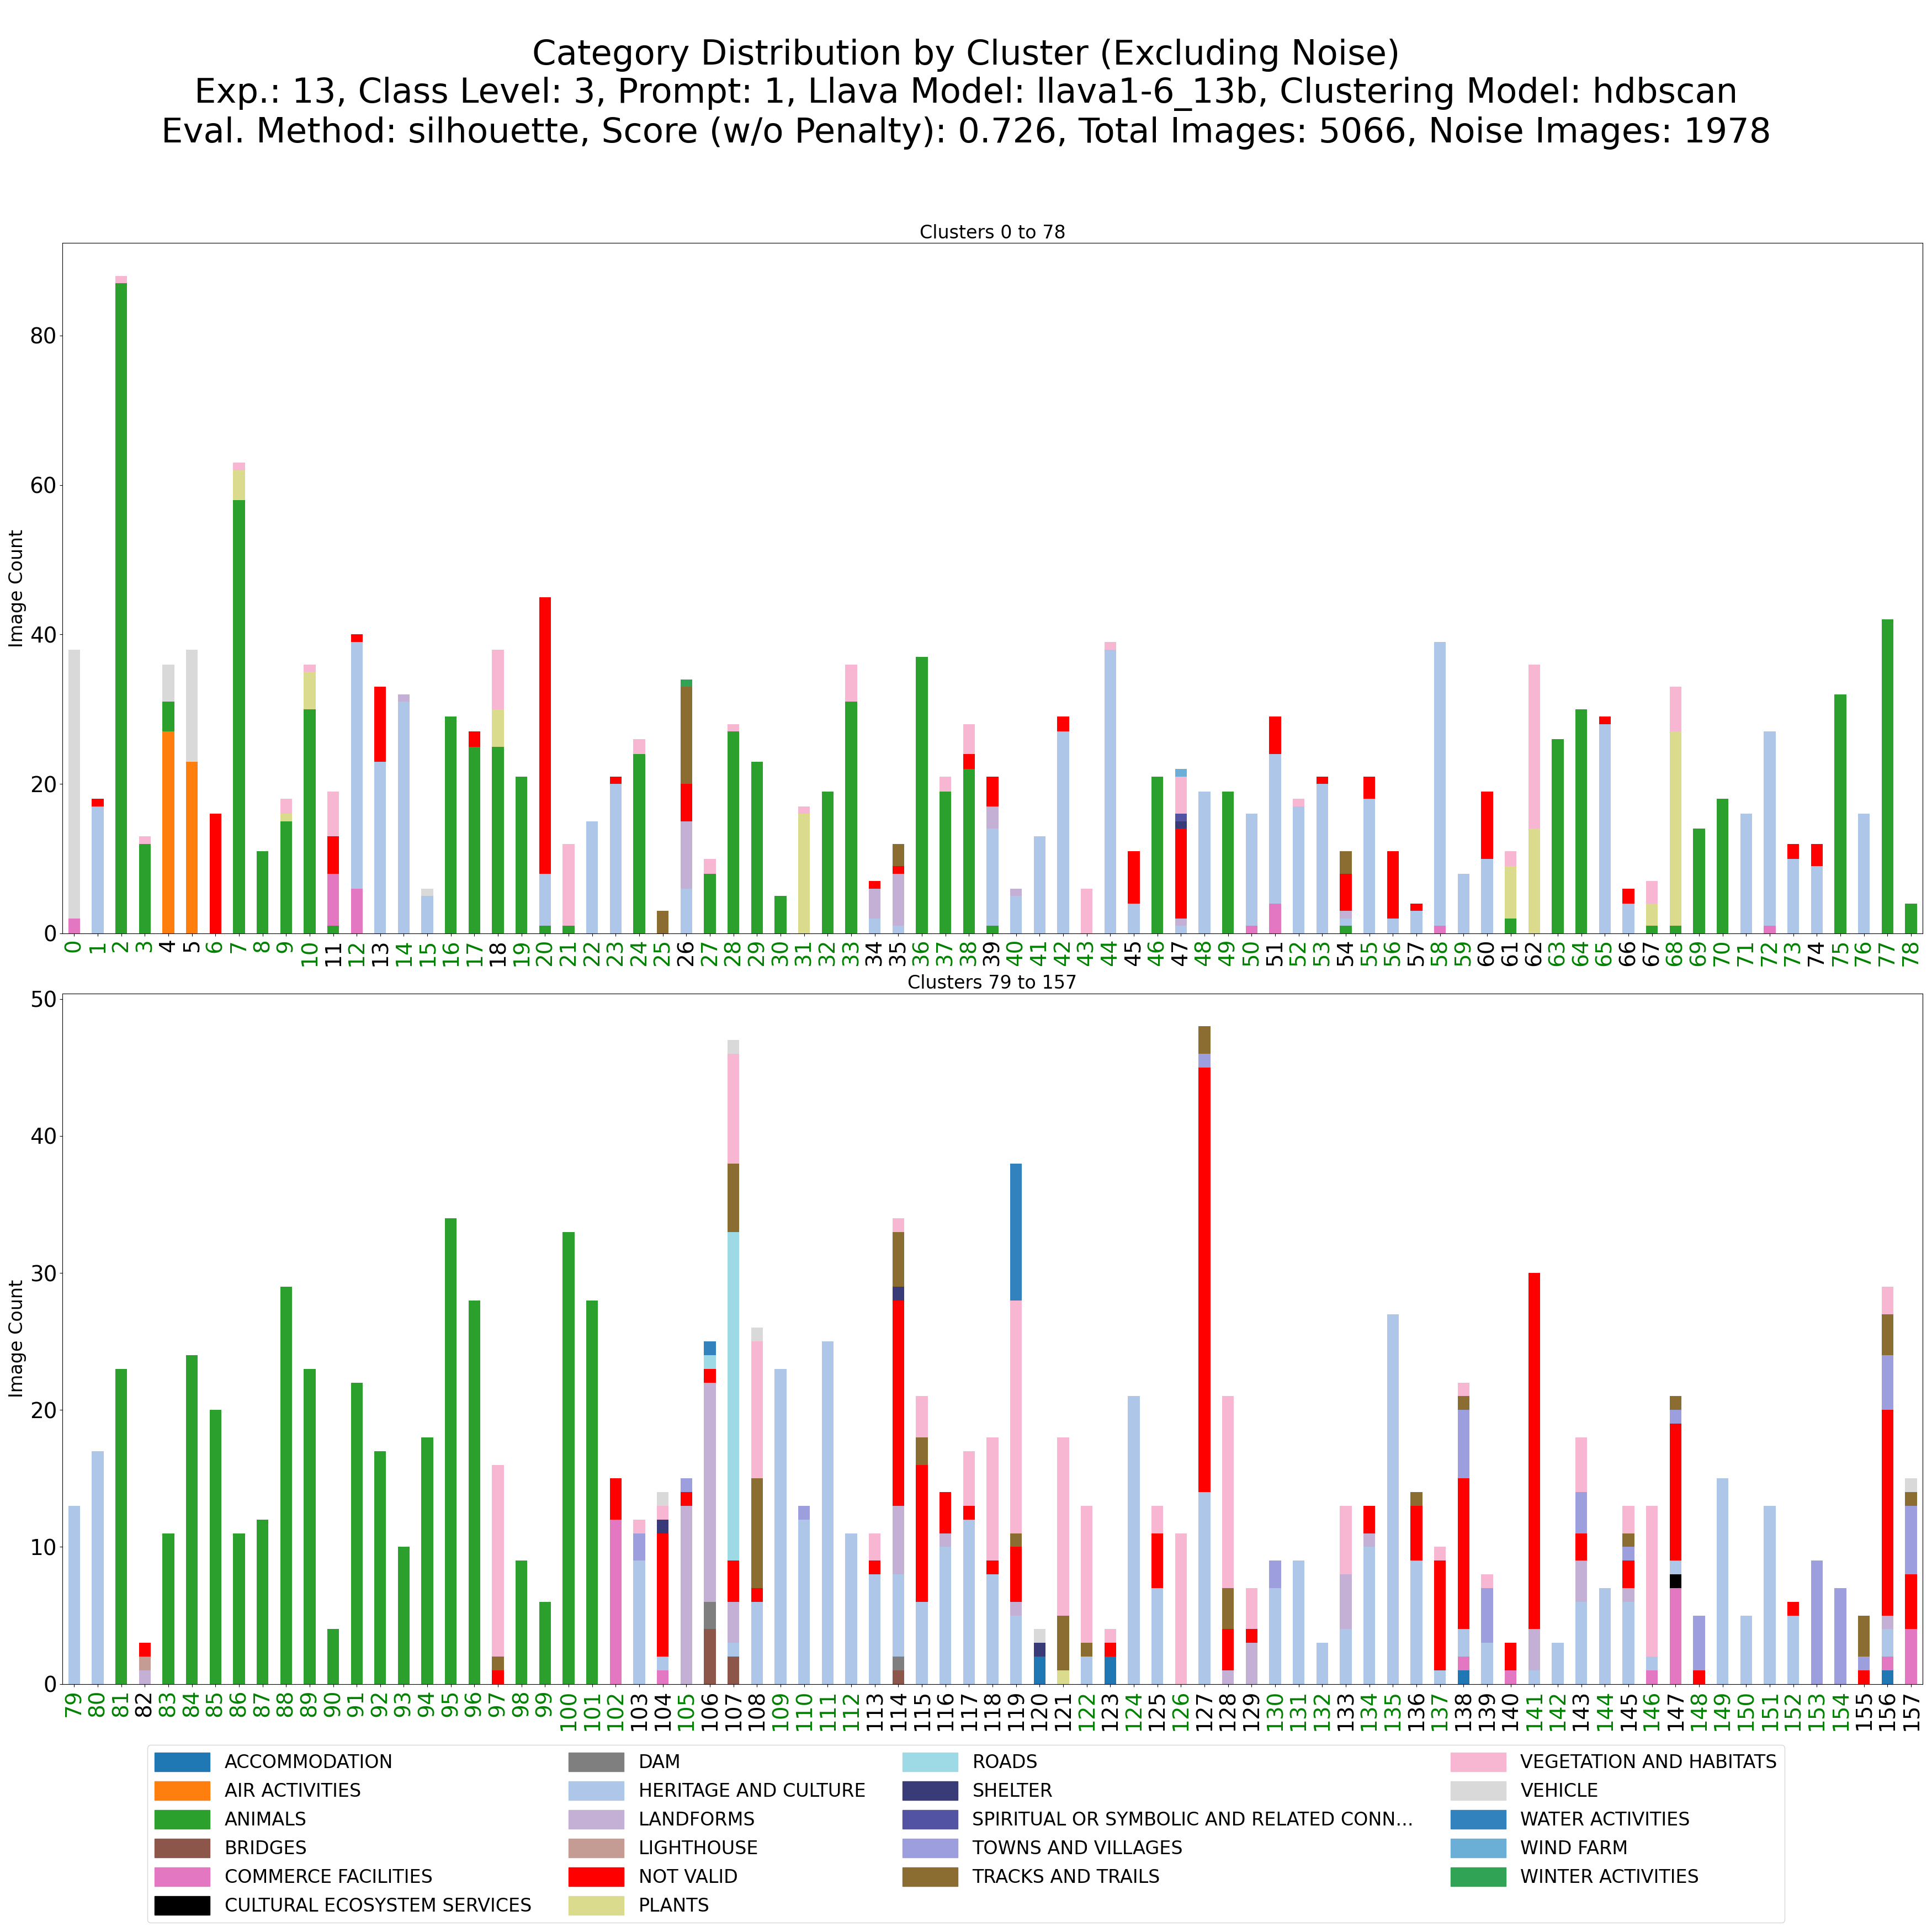 Category Distribution by Cluster (Excluding Noise)
Exp.: 13, Class Level: 3, Prompt: 1, Llava Model: llava1-6_13b, Clustering Model: hdbscan
Eval. Method: silhouette, Score (w/o Penalty): 0.726, Total Images: 5066, Noise Images: 1978
Clusters 0 to 78
Image Count
80
60
40
20
0
0 1 2 3 4 5 6 7 8 9 10 11 12 13 14 15 16 17 18 19 20 21 22 23 24 25 26 27 28 29 30 31 32 33 34 35 36 37 38 39 40 41 42 43 44 45 46 47 48 49 50 51 52 53 54 55 56 57 58 59 60 61 62 63 64 65 66 67 68 69 70 71 72 73 74 75 76 77 78
Clusters 79 to 157
Image Count
50
40
30
20
10
0
79 80 81 82 83 84 85 86 87 88 89 90 91 92 93 94 95 96 97 98 99 100 101 102 103 104 105 106 107 108 109 110 111 112 113 114 115 116 117 118 119 120 121 122 123 124 125 126 127 128 129 130 131 132 133 134 135 136 137 138 139 140 141 142 143 144 145 146 147 148 149 150 151 152 153 154 155 156 157
ACCOMMODATION
AIR ACTIVITIES
ANIMALS
BRIDGES
COMMERCE FACILITIES
CULTURAL ECOSYSTEM SERVICES
DAM
HERITAGE AND CULTURE
LANDFORMS
LIGHTHOUSE
NOT VALID
PLANTS
ROADS
SHELTER
SPIRITUAL OR SYMBOLIC AND RELATED CONN...
TOWNS AND VILLAGES
TRACKS AND TRAILS
VEGETATION AND HABITATS
VEHICLE
WATER ACTIVITIES
WIND FARM
WINTER ACTIVITIES